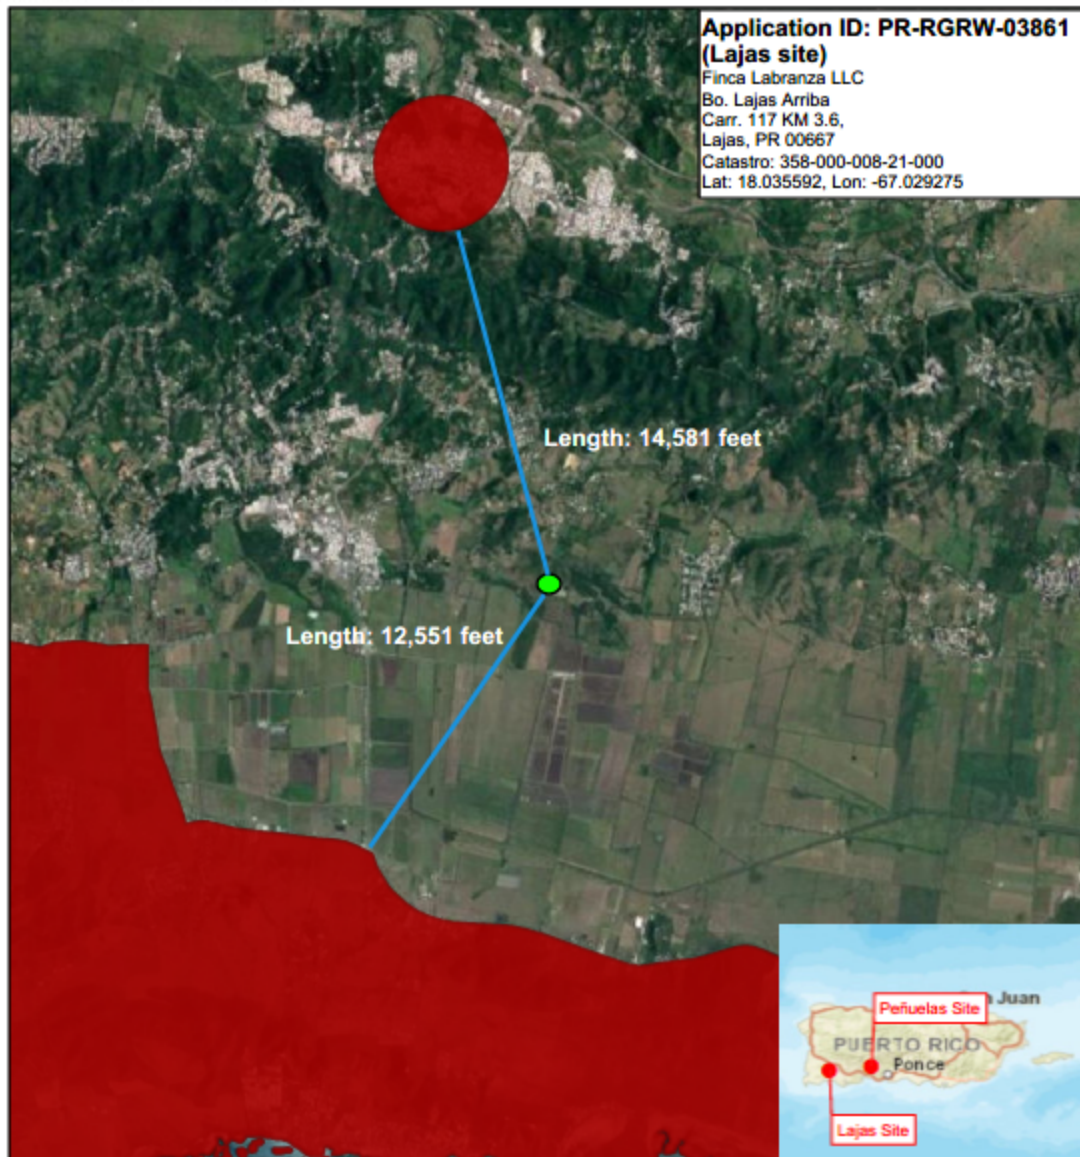 Application ID: PR-RGRW-03861
(Lajas site)
Finca Labranza LLC
Bo. Lajas Arriba
Carr. 117 KM 3.6,
Lajas, PR 00667
Catastro: 358-000-008-21-000
Lat: 18.035592, Lon: -67.029275
Length: 14,581 feet
Length: 12,551 feet
Juan
Peñuelas Site
PUERTO RICO
Ponce
Lajas Site